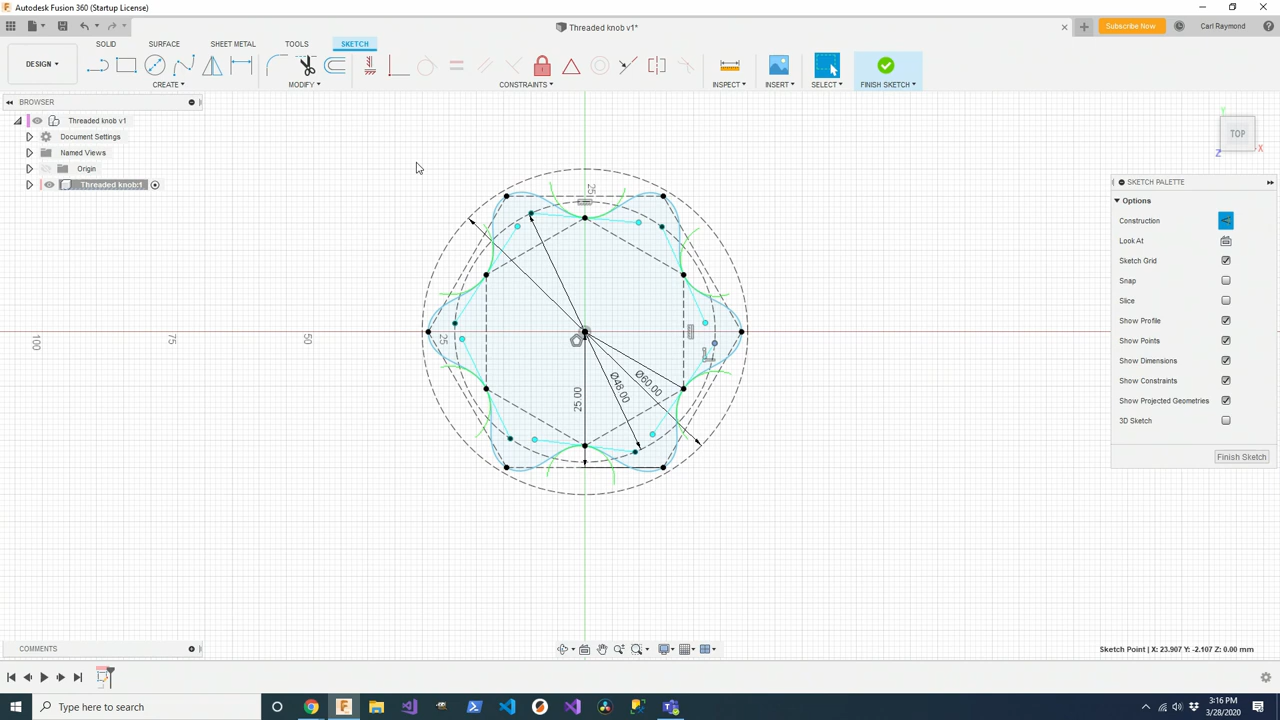 Autodesk Fusion 360 (Startup License)
Threaded knob v1*
Subscribe Now
Carl Raymond
DESIGN
SOLID SURFACE SHEET METAL TOOLS SKETCH
CREATE MODIFY CONSTRAINTS INSPECT INSERT SELECT FINISH SKETCH
BROWSER
Threaded knob v1
Document Settings
Named Views
Origin
Threaded knob:1
TOP
Y
X
Z
SKETCH PALETTE
Options
Construction
Look At
Sketch Grid
Snap
Slice
Show Profile
Show Points
Show Dimensions
Show Constraints
Show Projected Geometries
3D Sketch
Finish Sketch
25
100 75 50 25
25.00
Ø48.00
Ø60.00
COMMENTS
Sketch Point | X: 23.907 Y: -2.107 Z: 0.00 mm
Type here to search
3:16 PM
3/28/2020